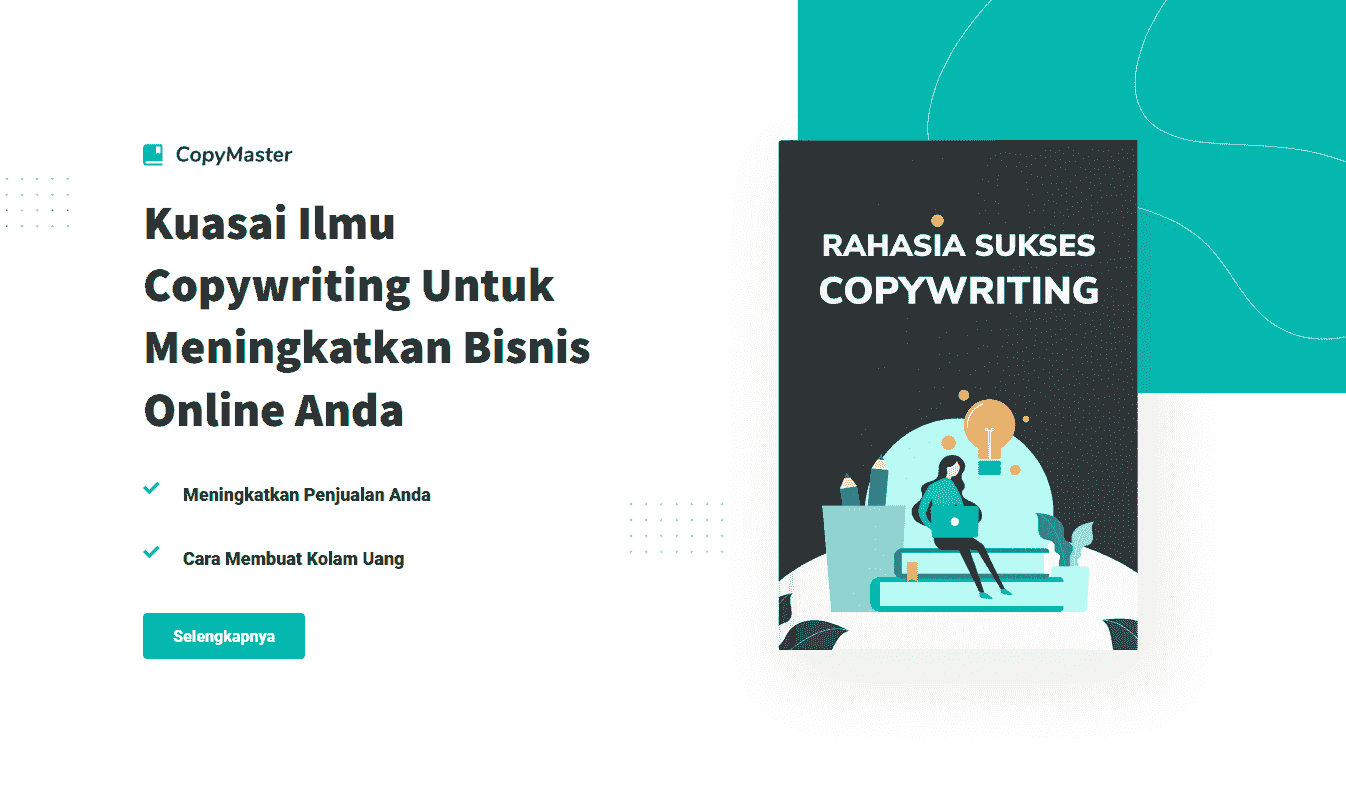 CopyMaster
Kuasai Ilmu
Copywriting Untuk
Meningkatkan Bisnis
Online Anda
Meningkatkan Penjualan Anda
Cara Membuat Kolam Uang
Selengkapnya
RAHASIA SUKSES
COPYWRITING